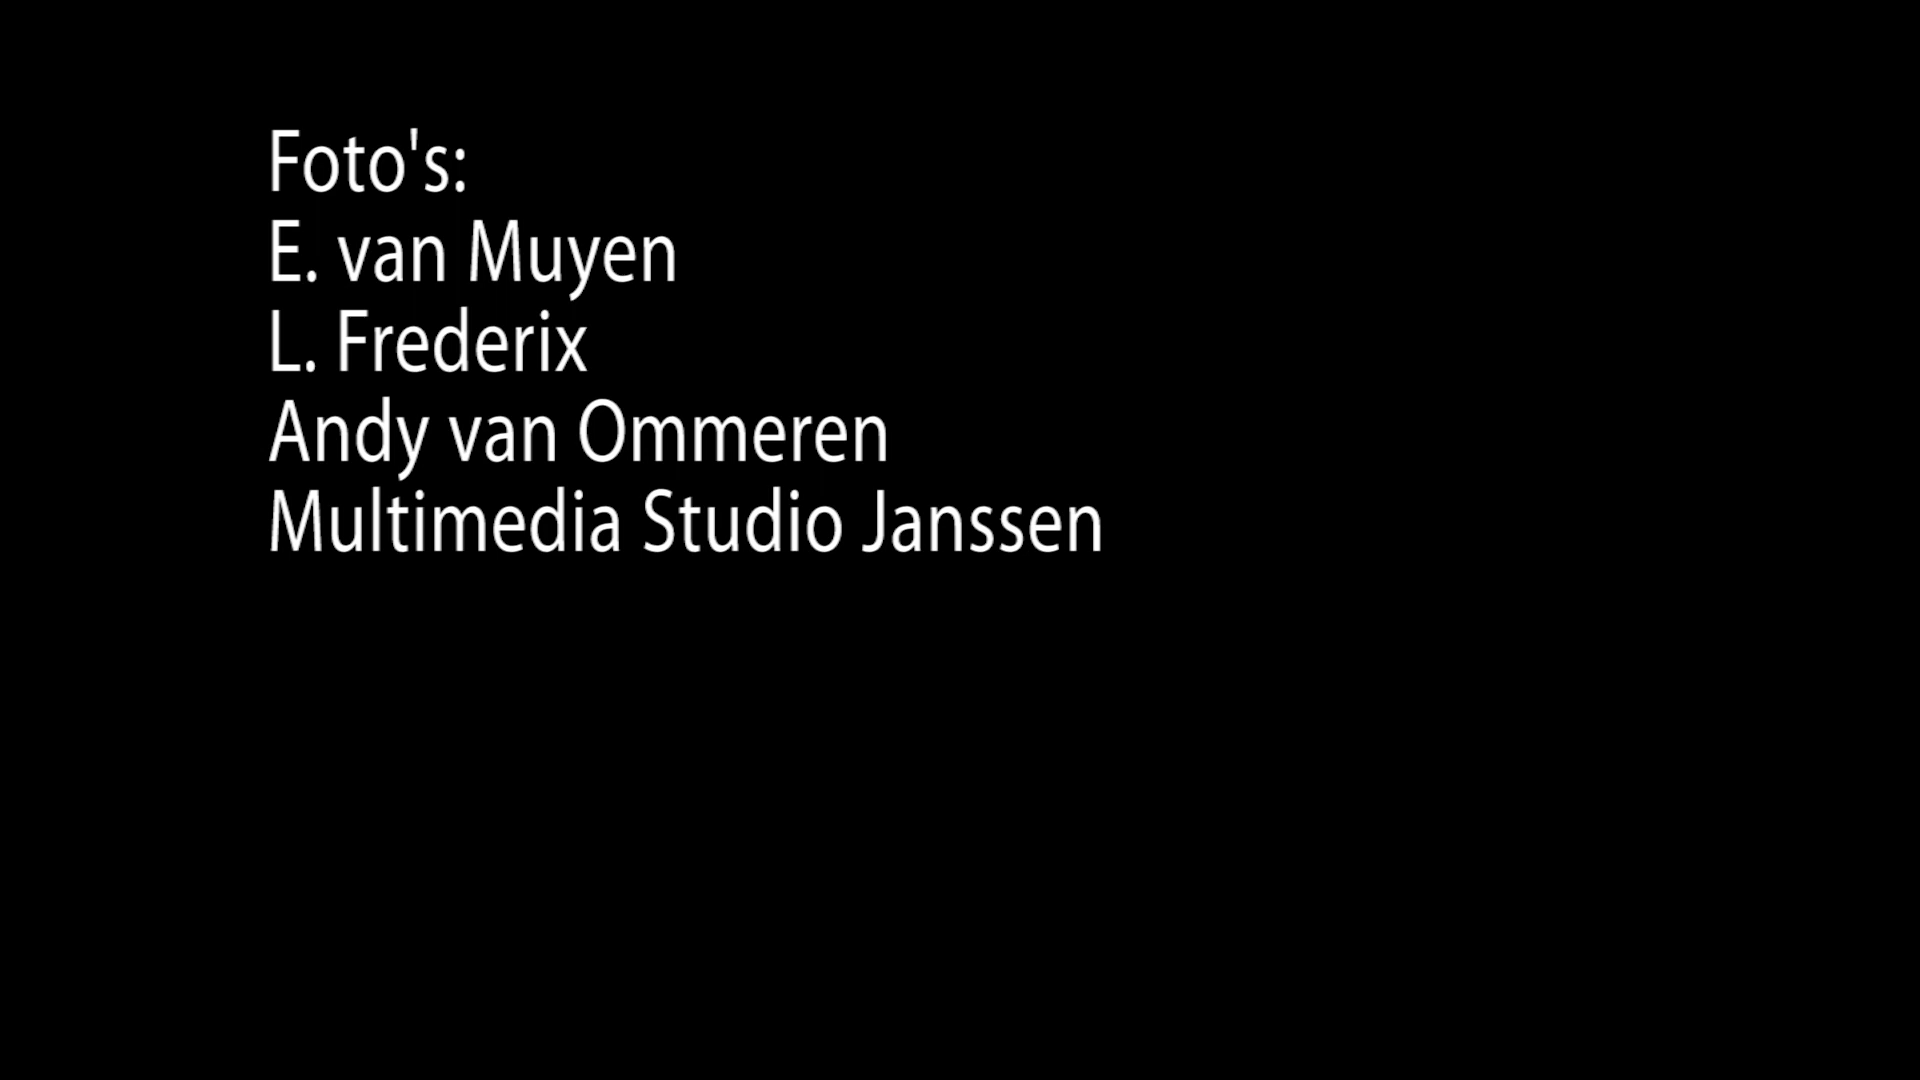 Foto's:
E. van Muyen
L. Frederix
Andy van Ommeren
Multimedia Studio Janssen